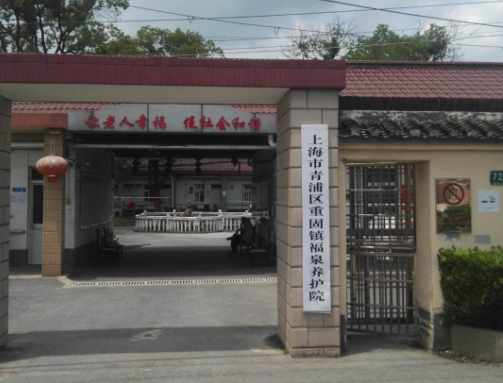 让老人幸福 促社会和谐
上海市青浦区重固镇福泉养护院